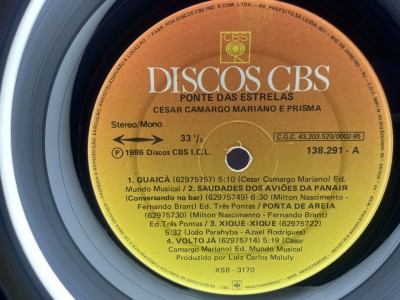 CBS
DISCOS CBS
PONTE DAS ESTRELAS
CESAR CAMARGO MARIANO E PRISMA
Stereo/Mono
33 ⅓
C.G.C. 43.203.520/0002-95
Ⓟ 1986 Discos CBS I.C.L.
138.291 - A
1. GUAICÁ (62975757) 5:10 (Cesar Camargo Mariano) Ed.
Mundo Musical / 2. SAUDADES DOS AVIÕES DA PANAIR
(Conversando no bar) (62975749) 6:30 (Milton Nascimento -
Fernando Brant) Ed. Três Pontas / PONTA DE AREIA
(62975730) (Milton Nascimento - Fernando Brant)
Ed. Três Pontas / 3. XIQUE-XIQUE (62975722)
5:32 (João Parahyba - Azael Rodrigues)
4. VOLTO JÁ (62975714) 5:19 (Cesar
Camargo Mariano) Ed. Mundo Musical
Produzido por Luiz Carlos Maluly
XSB - 3170